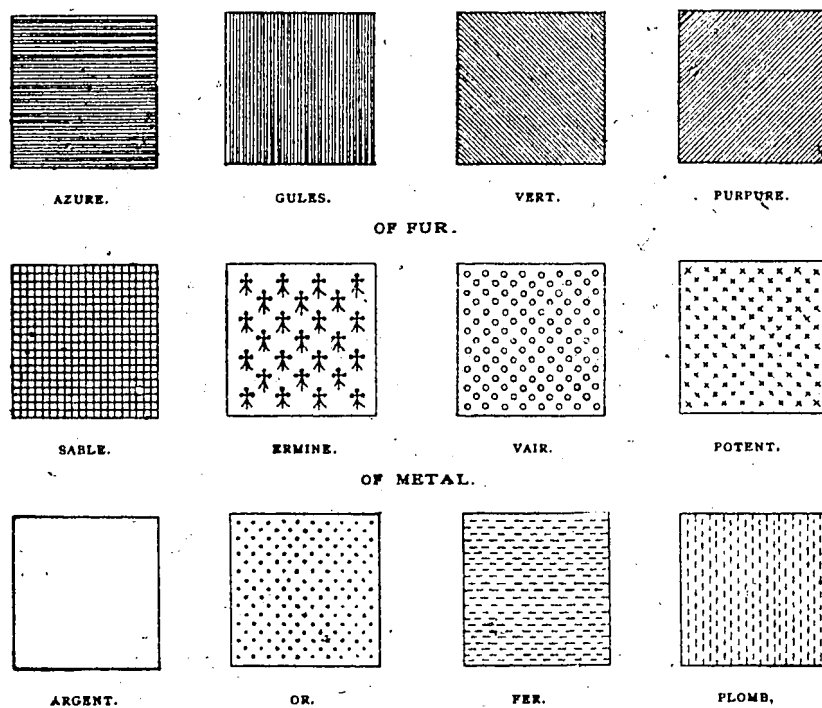 AZURE. GULES. VERT. PURPURE.
OF FUR.
SABLE. ERMINE. VAIR. POTENT.
OF METAL.
ARGENT. OR. FER. PLOMB,